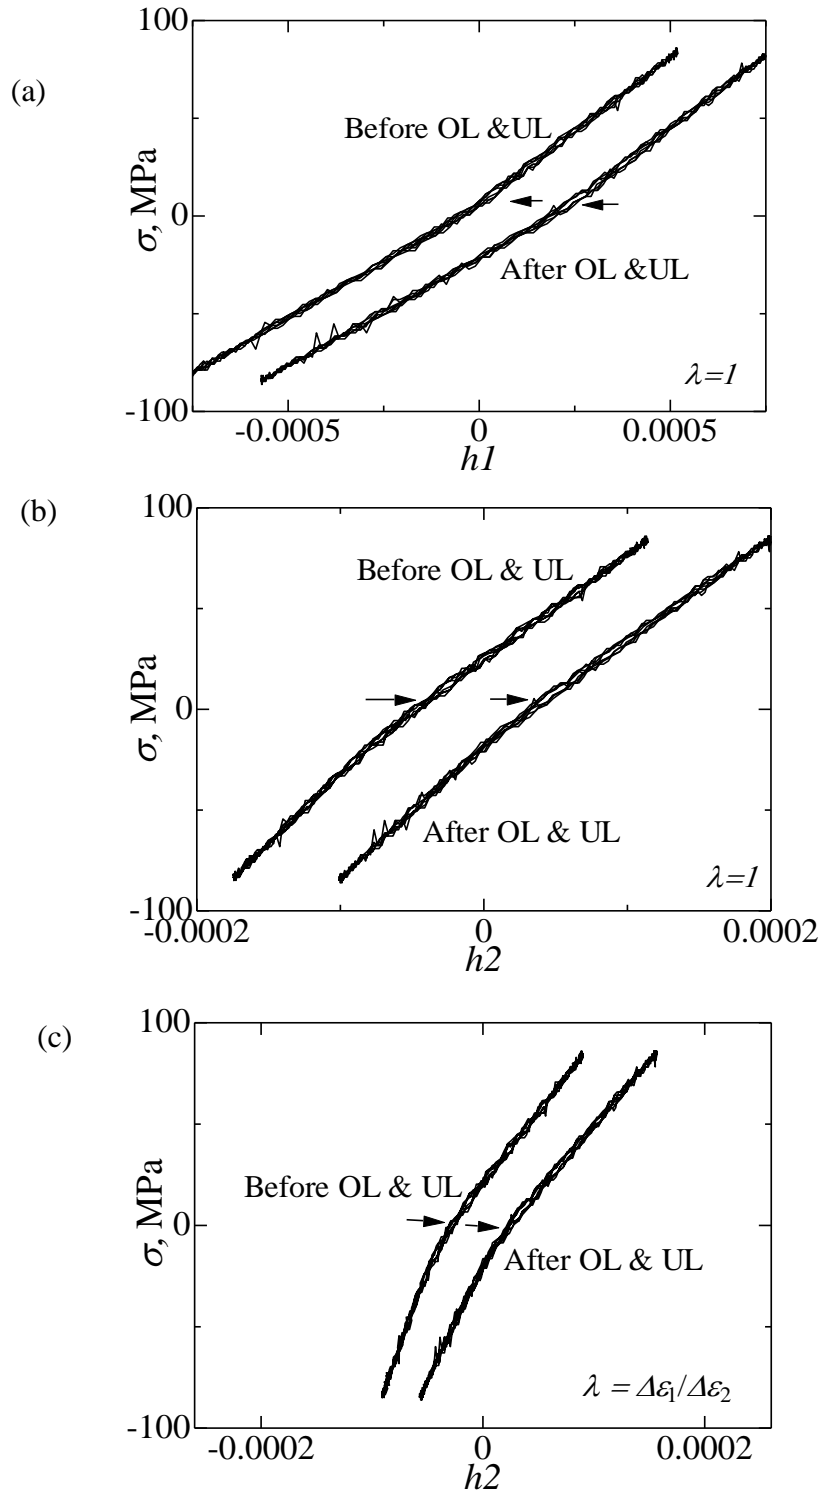 (a)
100
Before OL &UL
σ, MPa
0
After OL &UL
λ=1
-100
-0.0005 0 0.0005
h1
(b)
100
Before OL & UL
σ, MPa
0
After OL & UL
λ=1
-100
-0.0002 0 0.0002
h2
(c)
100
Before OL & UL
σ, MPa
0
After OL & UL
λ = Δε₁/Δε₂
-100
-0.0002 0 0.0002
h2